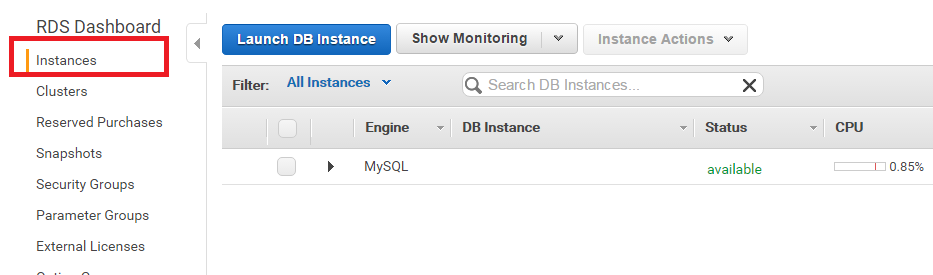 RDS Dashboard
Instances
Clusters
Reserved Purchases
Snapshots
Security Groups
Parameter Groups
External Licenses
Launch DB Instance Show Monitoring Instance Actions
Filter: All Instances Search DB Instances...
Engine DB Instance Status CPU
MySQL available 0.85%